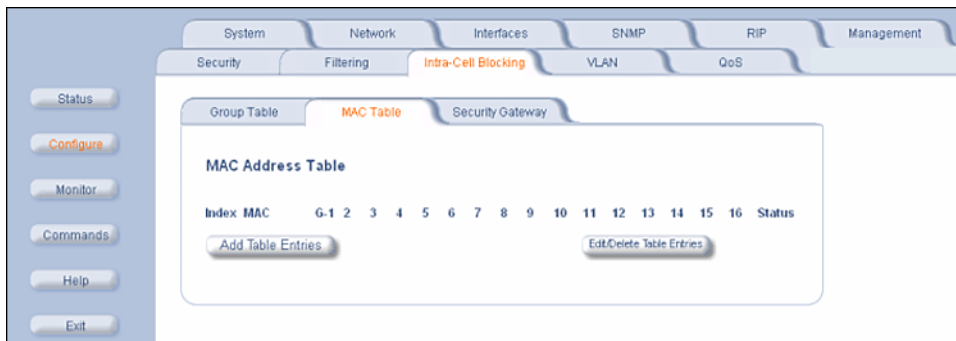 System Network Interfaces SNMP RIP Management
Security Filtering Intra-Cell Blocking VLAN QoS
Status
Configure
Monitor
Commands
Help
Exit
Group Table MAC Table Security Gateway
MAC Address Table
Index MAC G-1 2 3 4 5 6 7 8 9 10 11 12 13 14 15 16 Status
Add Table Entries Edit/Delete Table Entries